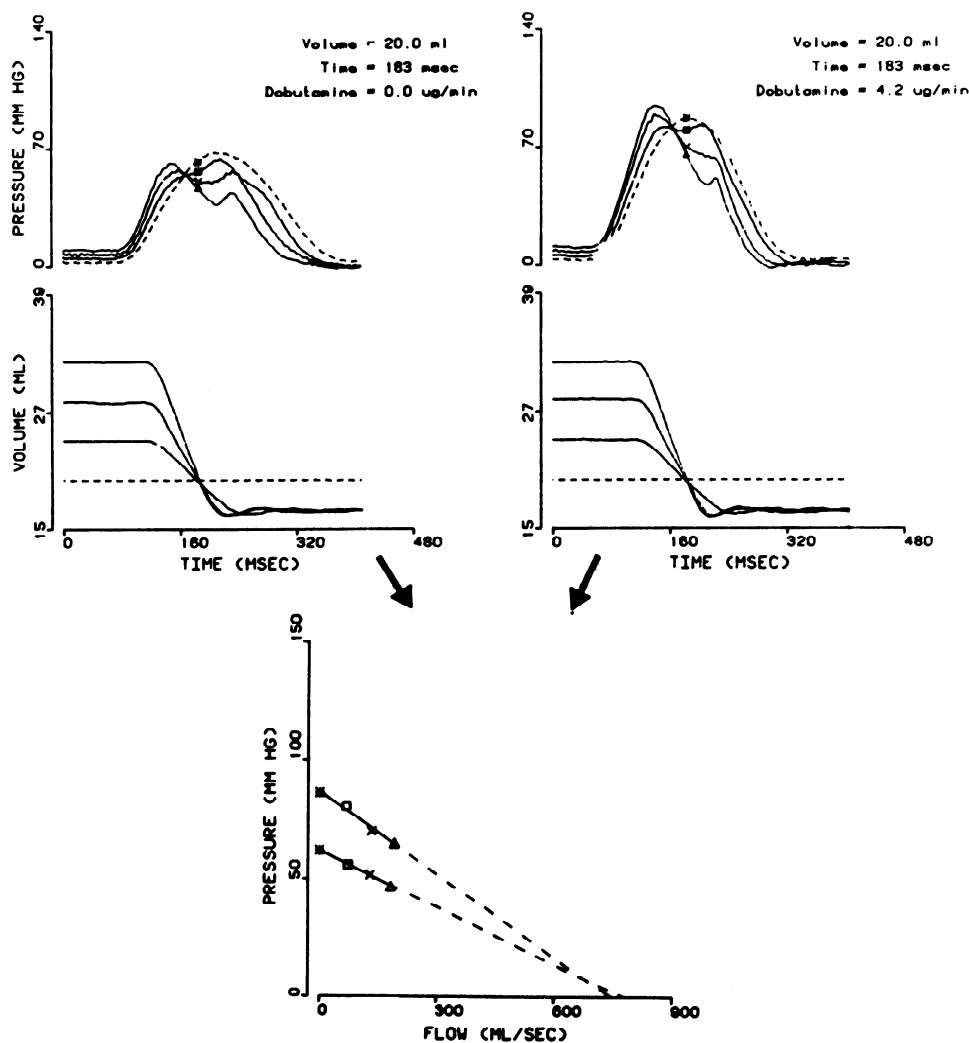 Volume = 20.0 ml
Time = 183 msec
Dobutamine = 0.0 ug/min
PRESSURE (MM HG)
140
70
0
VOLUME (ML)
39
27
15
0 160 320 480
TIME (MSEC)
Volume = 20.0 ml
Time = 183 msec
Dobutamine = 4.2 ug/min
140
70
0
39
27
15
0 160 320 480
TIME (MSEC)
PRESSURE (MM HG)
150
100
50
0
0 300 600 900
FLOW (ML/SEC)